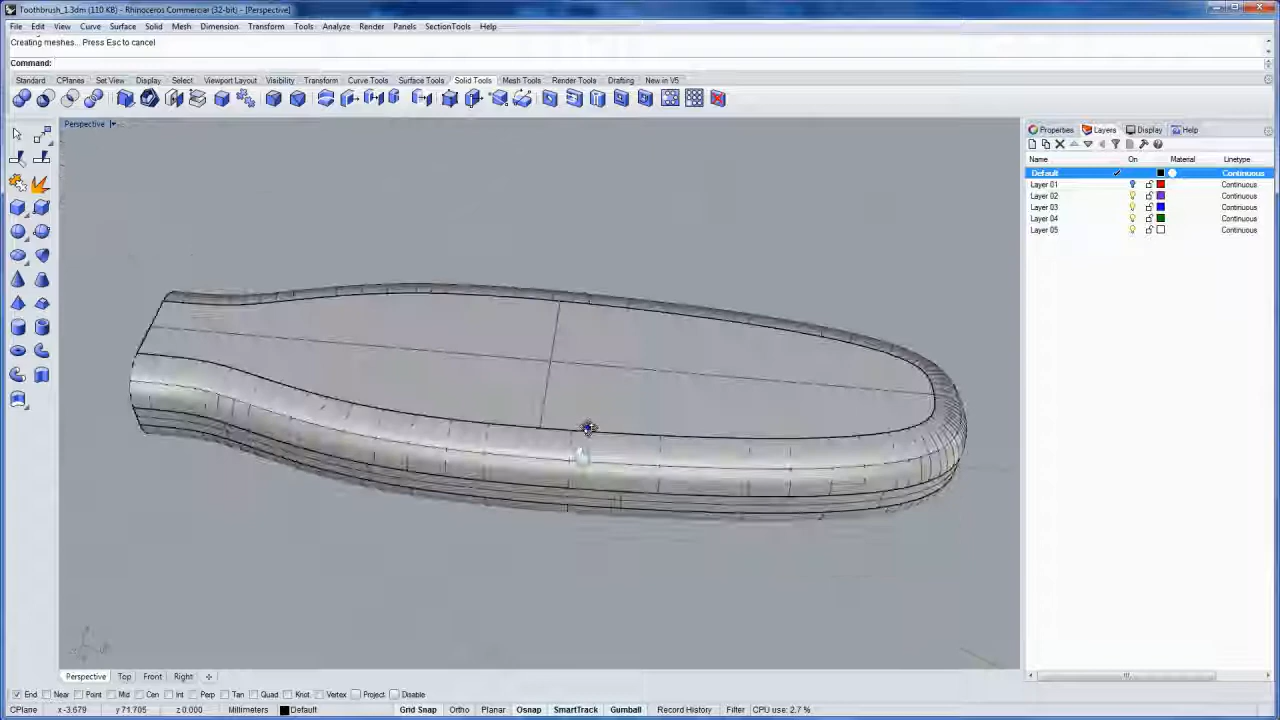 Toothbrush_1.3dm (110 KB) - Rhinoceros Commercial (32-bit) - [Perspective]
File Edit View Curve Surface Solid Mesh Dimension Transform Tools Analyze Render Panels SectionTools Help
Creating meshes... Press Esc to cancel
Command:
Standard CPlanes Set View Display Select Viewport Layout Visibility Transform Curve Tools Surface Tools Solid Tools Mesh Tools Render Tools Drafting New in V5
Perspective
Properties Layers Display Help
Name On Material Linetype
Default Continuous
Layer 01 Continuous
Layer 02 Continuous
Layer 03 Continuous
Layer 04 Continuous
Layer 05 Continuous
Perspective Top Front Right
End Near Point Mid Cen Int Perp Tan Quad Knot Vertex Project Disable
CPlane x -3.679 y 71.705 z 0.000 Millimeters Default Grid Snap Ortho Planar Osnap SmartTrack Gumball Record History Filter CPU use: 2.7 %